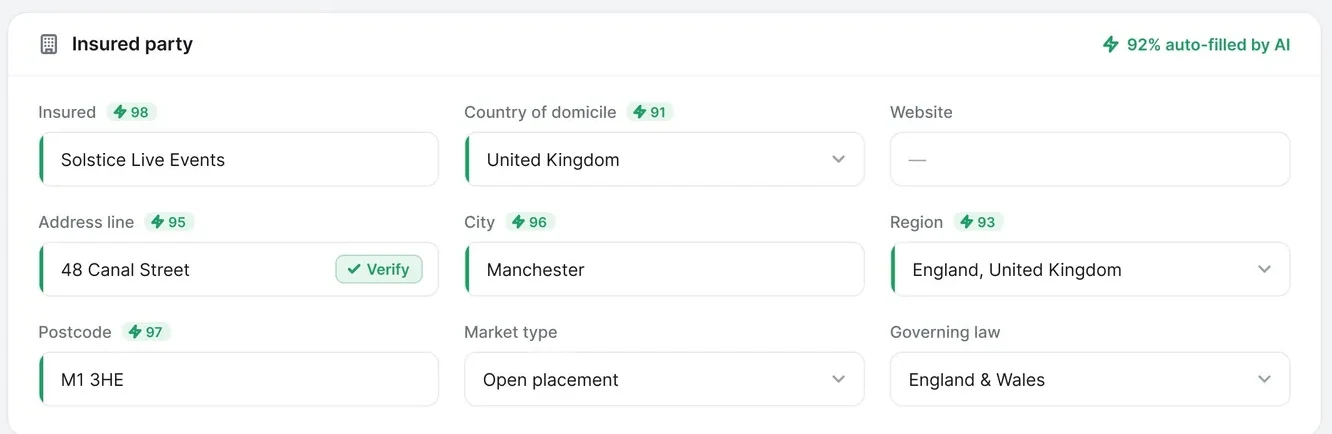 Insured party
92% auto-filled by AI
Insured 98
Country of domicile 91
Website
Solstice Live Events
United Kingdom
—
Address line 95
City 96
Region 93
48 Canal Street
Verify
Manchester
England, United Kingdom
Postcode 97
Market type
Governing law
M1 3HE
Open placement
England & Wales